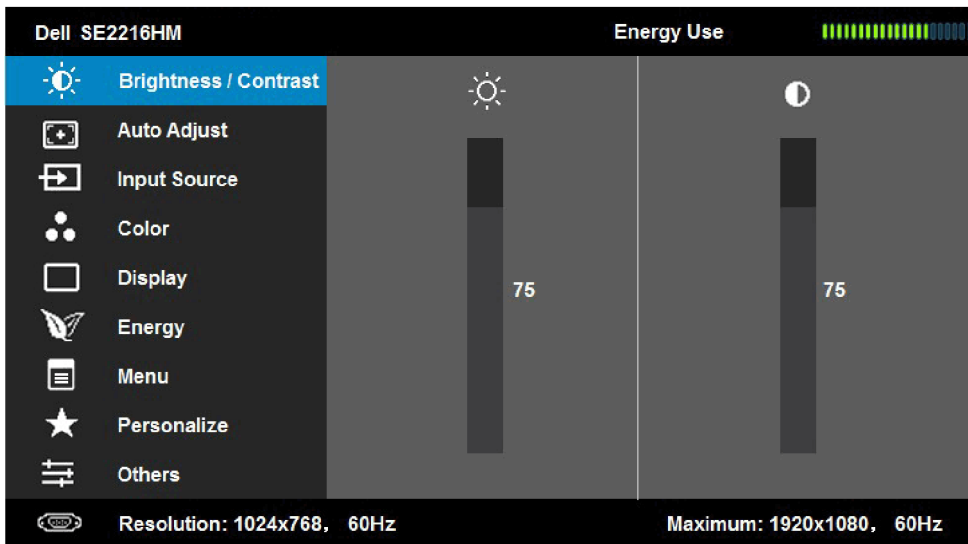 Dell SE2216HM Energy Use
Brightness / Contrast
Auto Adjust
Input Source
Color
Display
75 75
Energy
Menu
Personalize
Others
Resolution: 1024x768, 60Hz Maximum: 1920x1080, 60Hz